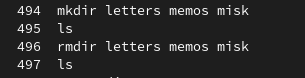 494 mkdir letters memos misk
495 ls
496 rmdir letters memos misk
497 ls